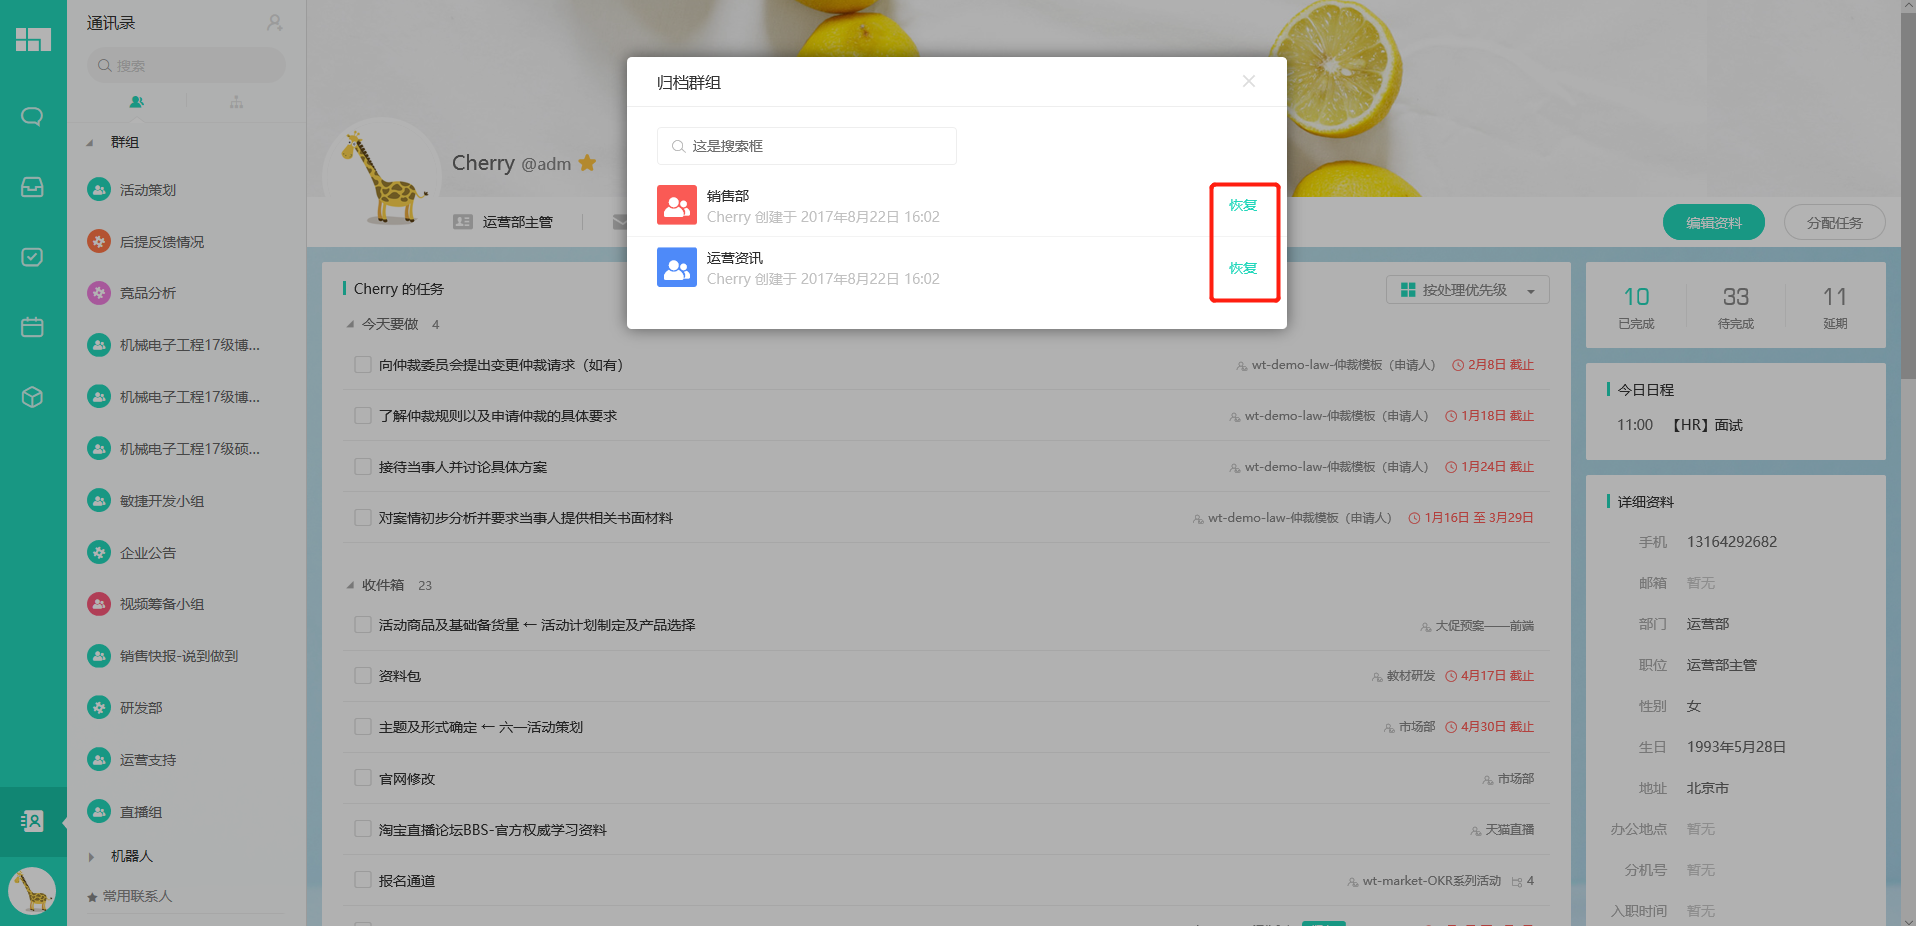 通讯录
搜索
群组
活动策划
后提反馈情况
竞品分析
机械电子工程17级博...
机械电子工程17级博...
机械电子工程17级硕...
敏捷开发小组
企业公告
视频筹备小组
销售快报-说到做到
研发部
运营支持
直播组
机器人
常用联系人
Cherry @adm
运营部主管
编辑资料
分配任务
归档群组
这是搜索框
销售部
Cherry 创建于 2017年8月22日 16:02
恢复
运营资讯
Cherry 创建于 2017年8月22日 16:02
恢复
Cherry 的任务
按处理优先级
今天要做 4
向仲裁委员会提出变更仲裁请求（如有） wt-demo-law-仲裁模板（申请人） 2月8日 截止
了解仲裁规则以及申请仲裁的具体要求 wt-demo-law-仲裁模板（申请人） 1月18日 截止
接待当事人并讨论具体方案 wt-demo-law-仲裁模板（申请人） 1月24日 截止
对案情初步分析并要求当事人提供相关书面材料 wt-demo-law-仲裁模板（申请人） 1月16日 至 3月29日
收件箱 23
活动商品及基础备货量 ← 活动计划制定及产品选择 大促预案——前端
资料包 教材研发 4月17日 截止
主题及形式确定 ← 六一活动策划 市场部 4月30日 截止
官网修改 市场部
淘宝直播论坛BBS-官方权威学习资料 天猫直播
报名通道 wt-market-OKR系列活动 4
10 33 11
已完成 待完成 延期
今日日程
11:00 【HR】面试
详细资料
手机 13164292682
邮箱 暂无
部门 运营部
职位 运营部主管
性别 女
生日 1993年5月28日
地址 北京市
办公地点 暂无
分机号 暂无
入职时间 暂无